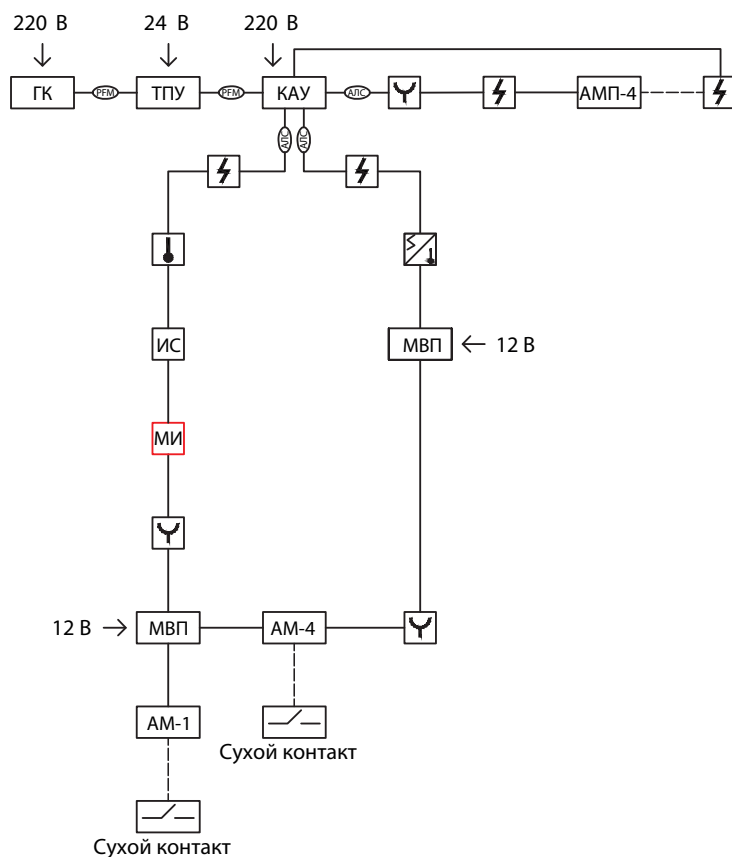 220 В 24 В 220 В
ГК PFM ТПУ PFM КАУ АЛС АМП-4
АЛС АЛС
ИС МВП 12 В
МИ
12 В МВП АМ-4
АМ-1
Сухой контакт
Сухой контакт